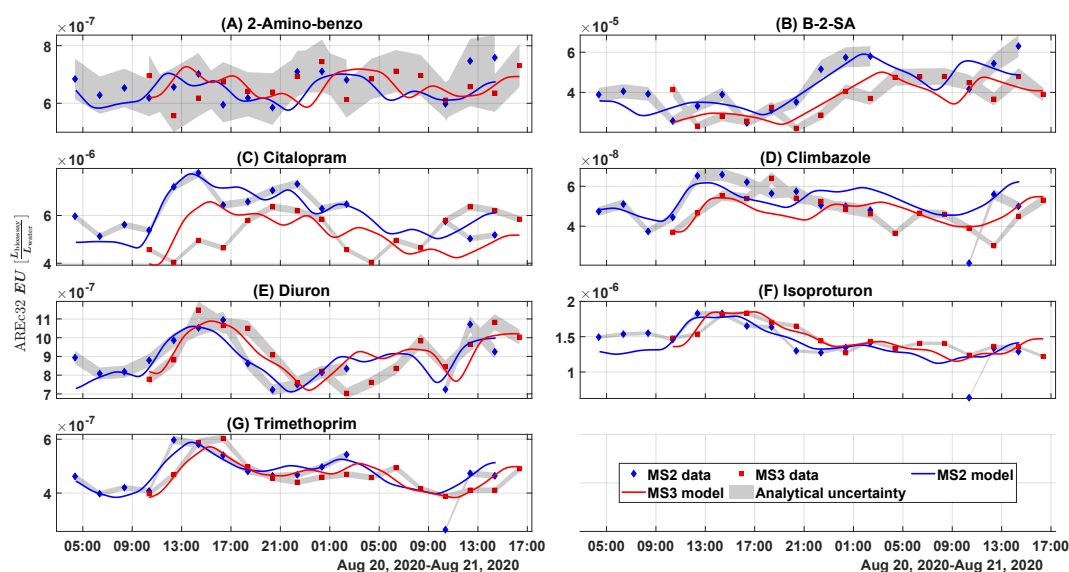 (A) 2-Amino-benzo
×10⁻⁷
8
6
(B) B-2-SA
×10⁻⁵
6
4
2
(C) Citalopram
×10⁻⁶
6
4
(D) Climbazole
×10⁻⁸
6
4
AREc32 EU [L_bioassay / L_water]
(E) Diuron
×10⁻⁷
11
10
9
8
7
(F) Isoproturon
×10⁻⁶
2
1.5
1
(G) Trimethoprim
×10⁻⁷
6
4
MS2 data
MS3 data
MS2 model
MS3 model
Analytical uncertainty
05:00 09:00 13:00 17:00 21:00 01:00 05:00 09:00 13:00 17:00
Aug 20, 2020-Aug 21, 2020
05:00 09:00 13:00 17:00 21:00 01:00 05:00 09:00 13:00 17:00
Aug 20, 2020-Aug 21, 2020